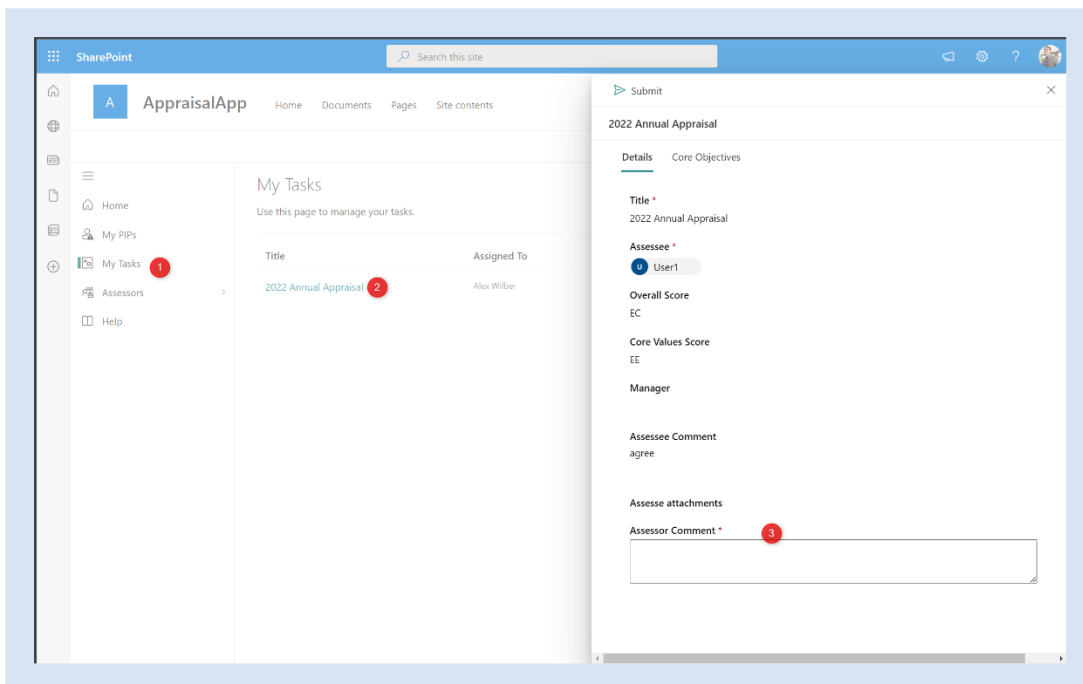 SharePoint
Search this site
?
A
AppraisalApp
Home Documents Pages Site contents
Home
My PIPs
My Tasks 1
Assessors
Help
My Tasks
Use this page to manage your tasks.
Title Assigned To
2022 Annual Appraisal 2 Alex Wilber
Submit
2022 Annual Appraisal
Details Core Objectives
Title *
2022 Annual Appraisal
Assessee *
U User1
Overall Score
EC
Core Values Score
EE
Manager
Assessee Comment
agree
Assesse attachments
Assessor Comment * 3